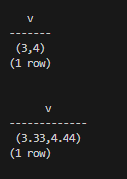 v
-------
(3,4)
(1 row)
v
-------------
(3.33,4.44)
(1 row)